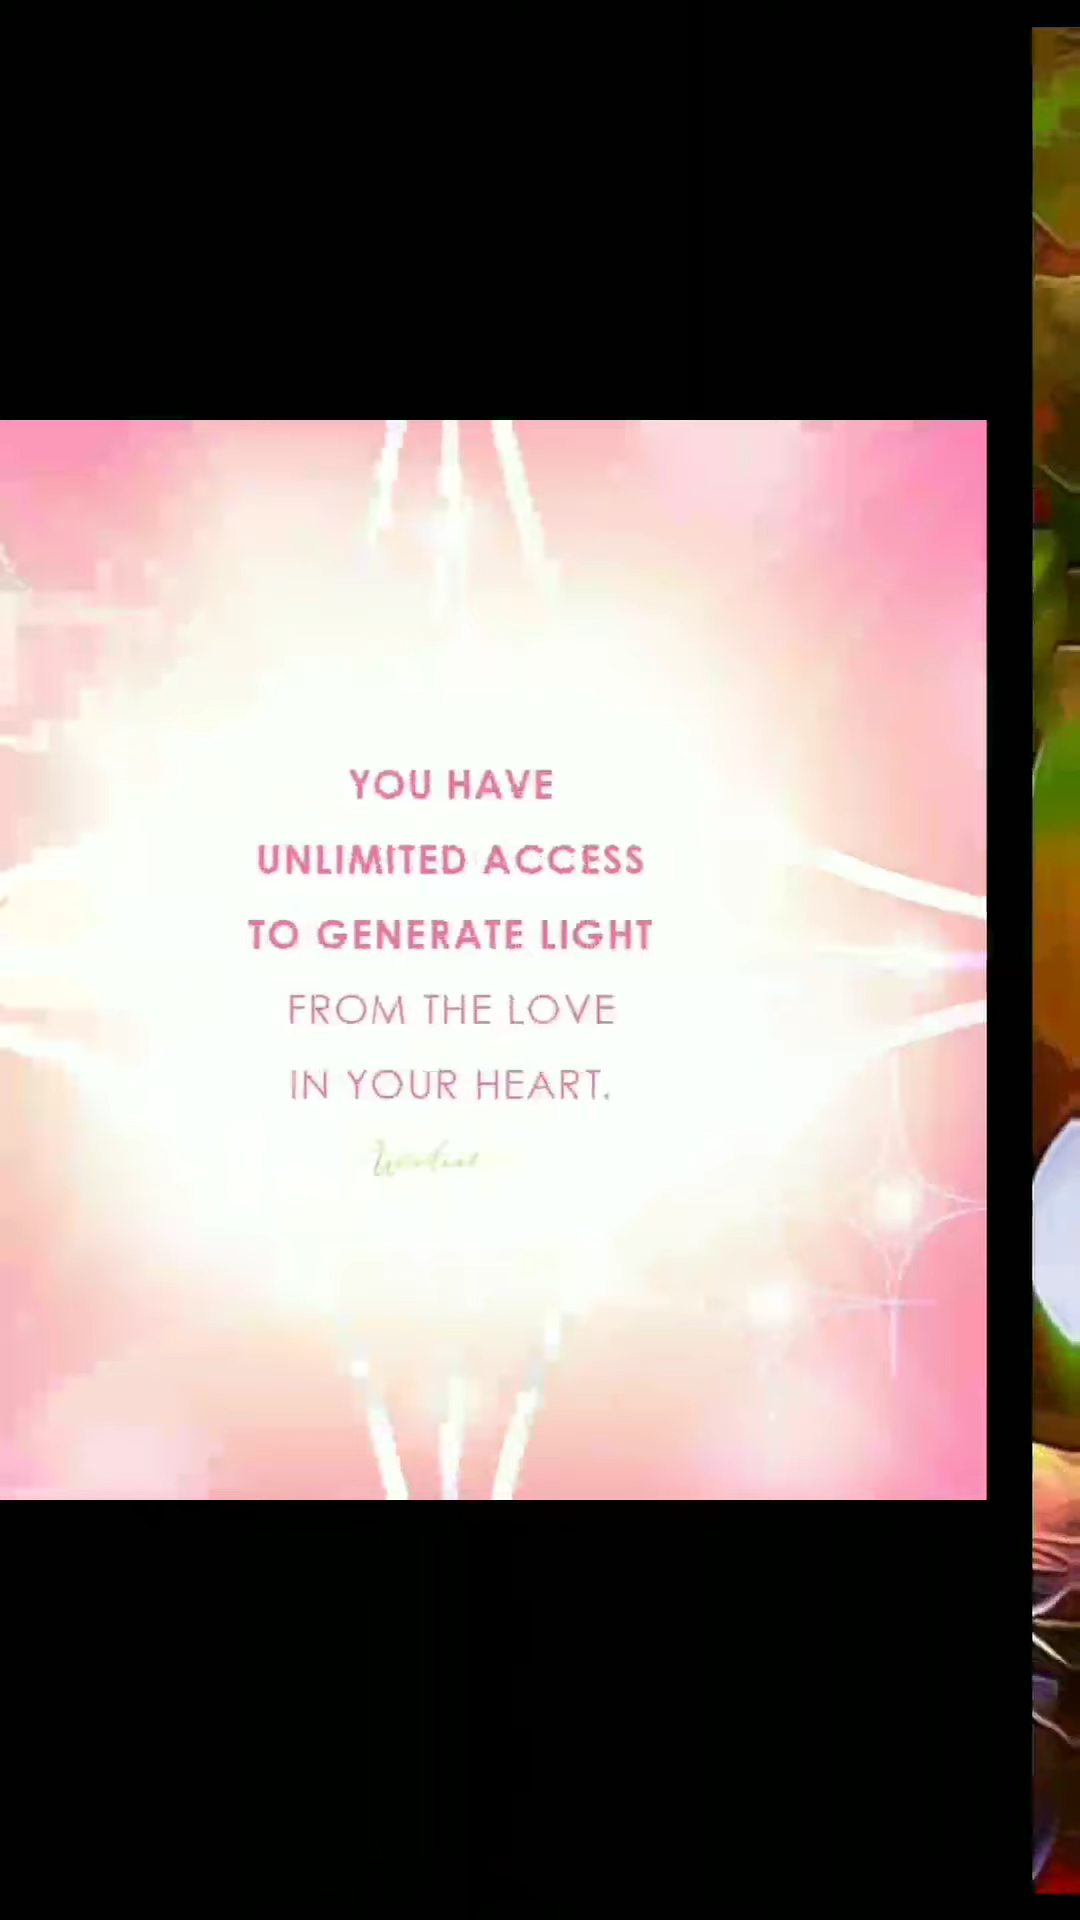 YOU HAVE
UNLIMITED ACCESS
TO GENERATE LIGHT
FROM THE LOVE
IN YOUR HEART.